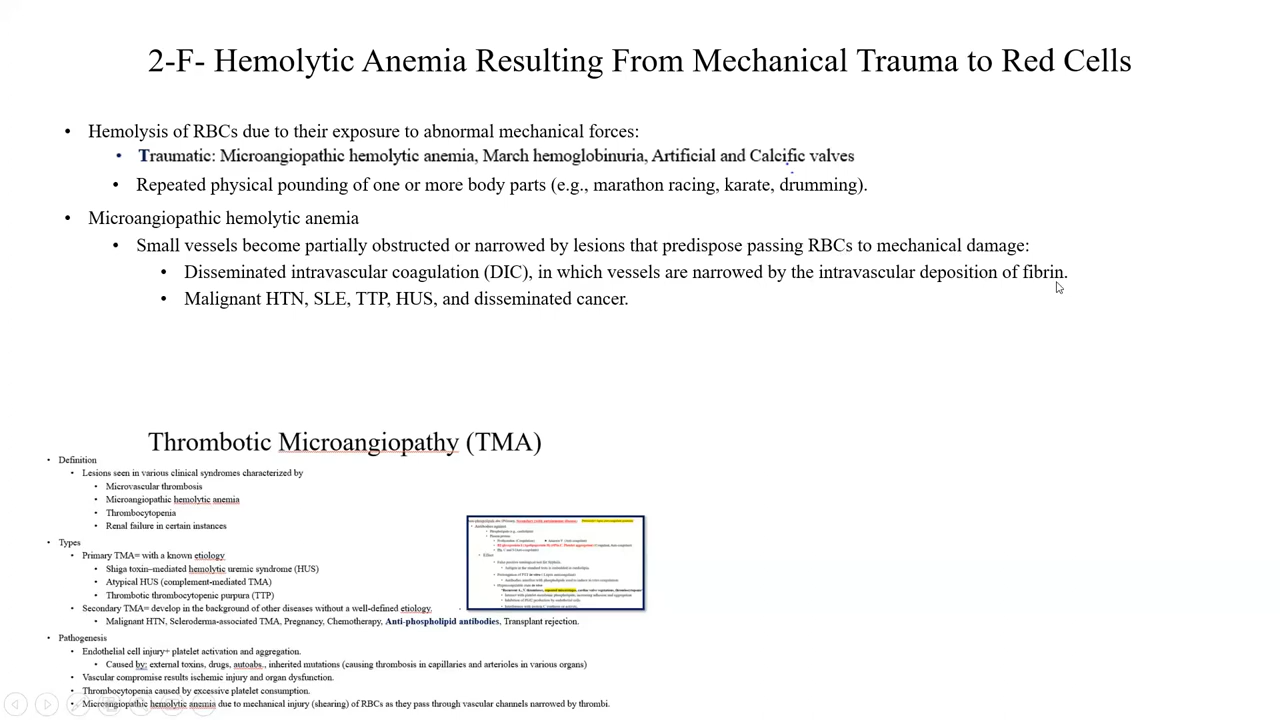 2-F- Hemolytic Anemia Resulting From Mechanical Trauma to Red Cells
• Hemolysis of RBCs due to their exposure to abnormal mechanical forces:
• Traumatic: Microangiopathic hemolytic anemia, March hemoglobinuria, Artificial and Calcific valves
• Repeated physical pounding of one or more body parts (e.g., marathon racing, karate, drumming).
• Microangiopathic hemolytic anemia
• Small vessels become partially obstructed or narrowed by lesions that predispose passing RBCs to mechanical damage:
• Disseminated intravascular coagulation (DIC), in which vessels are narrowed by the intravascular deposition of fibrin.
• Malignant HTN, SLE, TTP, HUS, and disseminated cancer.
Thrombotic Microangiopathy (TMA)
• Definition
• Lesions seen in various clinical syndromes characterized by
• Microvascular thrombosis
• Microangiopathic hemolytic anemia
• Thrombocytopenia
• Renal failure in certain instances
• Types
• Primary TMA= with a known etiology
• Shiga toxin–mediated hemolytic uremic syndrome (HUS)
• Atypical HUS (complement-mediated TMA)
• Thrombotic thrombocytopenic purpura (TTP)
• Secondary TMA= develop in the background of other diseases without a well-defined etiology.
• Malignant HTN, Scleroderma-associated TMA, Pregnancy, Chemotherapy, Anti-phospholipid antibodies, Transplant rejection.
• Pathogenesis
• Endothelial cell injury+ platelet activation and aggregation.
• Caused by: external toxins, drugs, autoabs., inherited mutations (causing thrombosis in capillaries and arterioles in various organs)
• Vascular compromise results ischemic injury and organ dysfunction.
• Thrombocytopenia caused by excessive platelet consumption.
• Microangiopathic hemolytic anemia due to mechanical injury (shearing) of RBCs as they pass through vascular channels narrowed by thrombi.